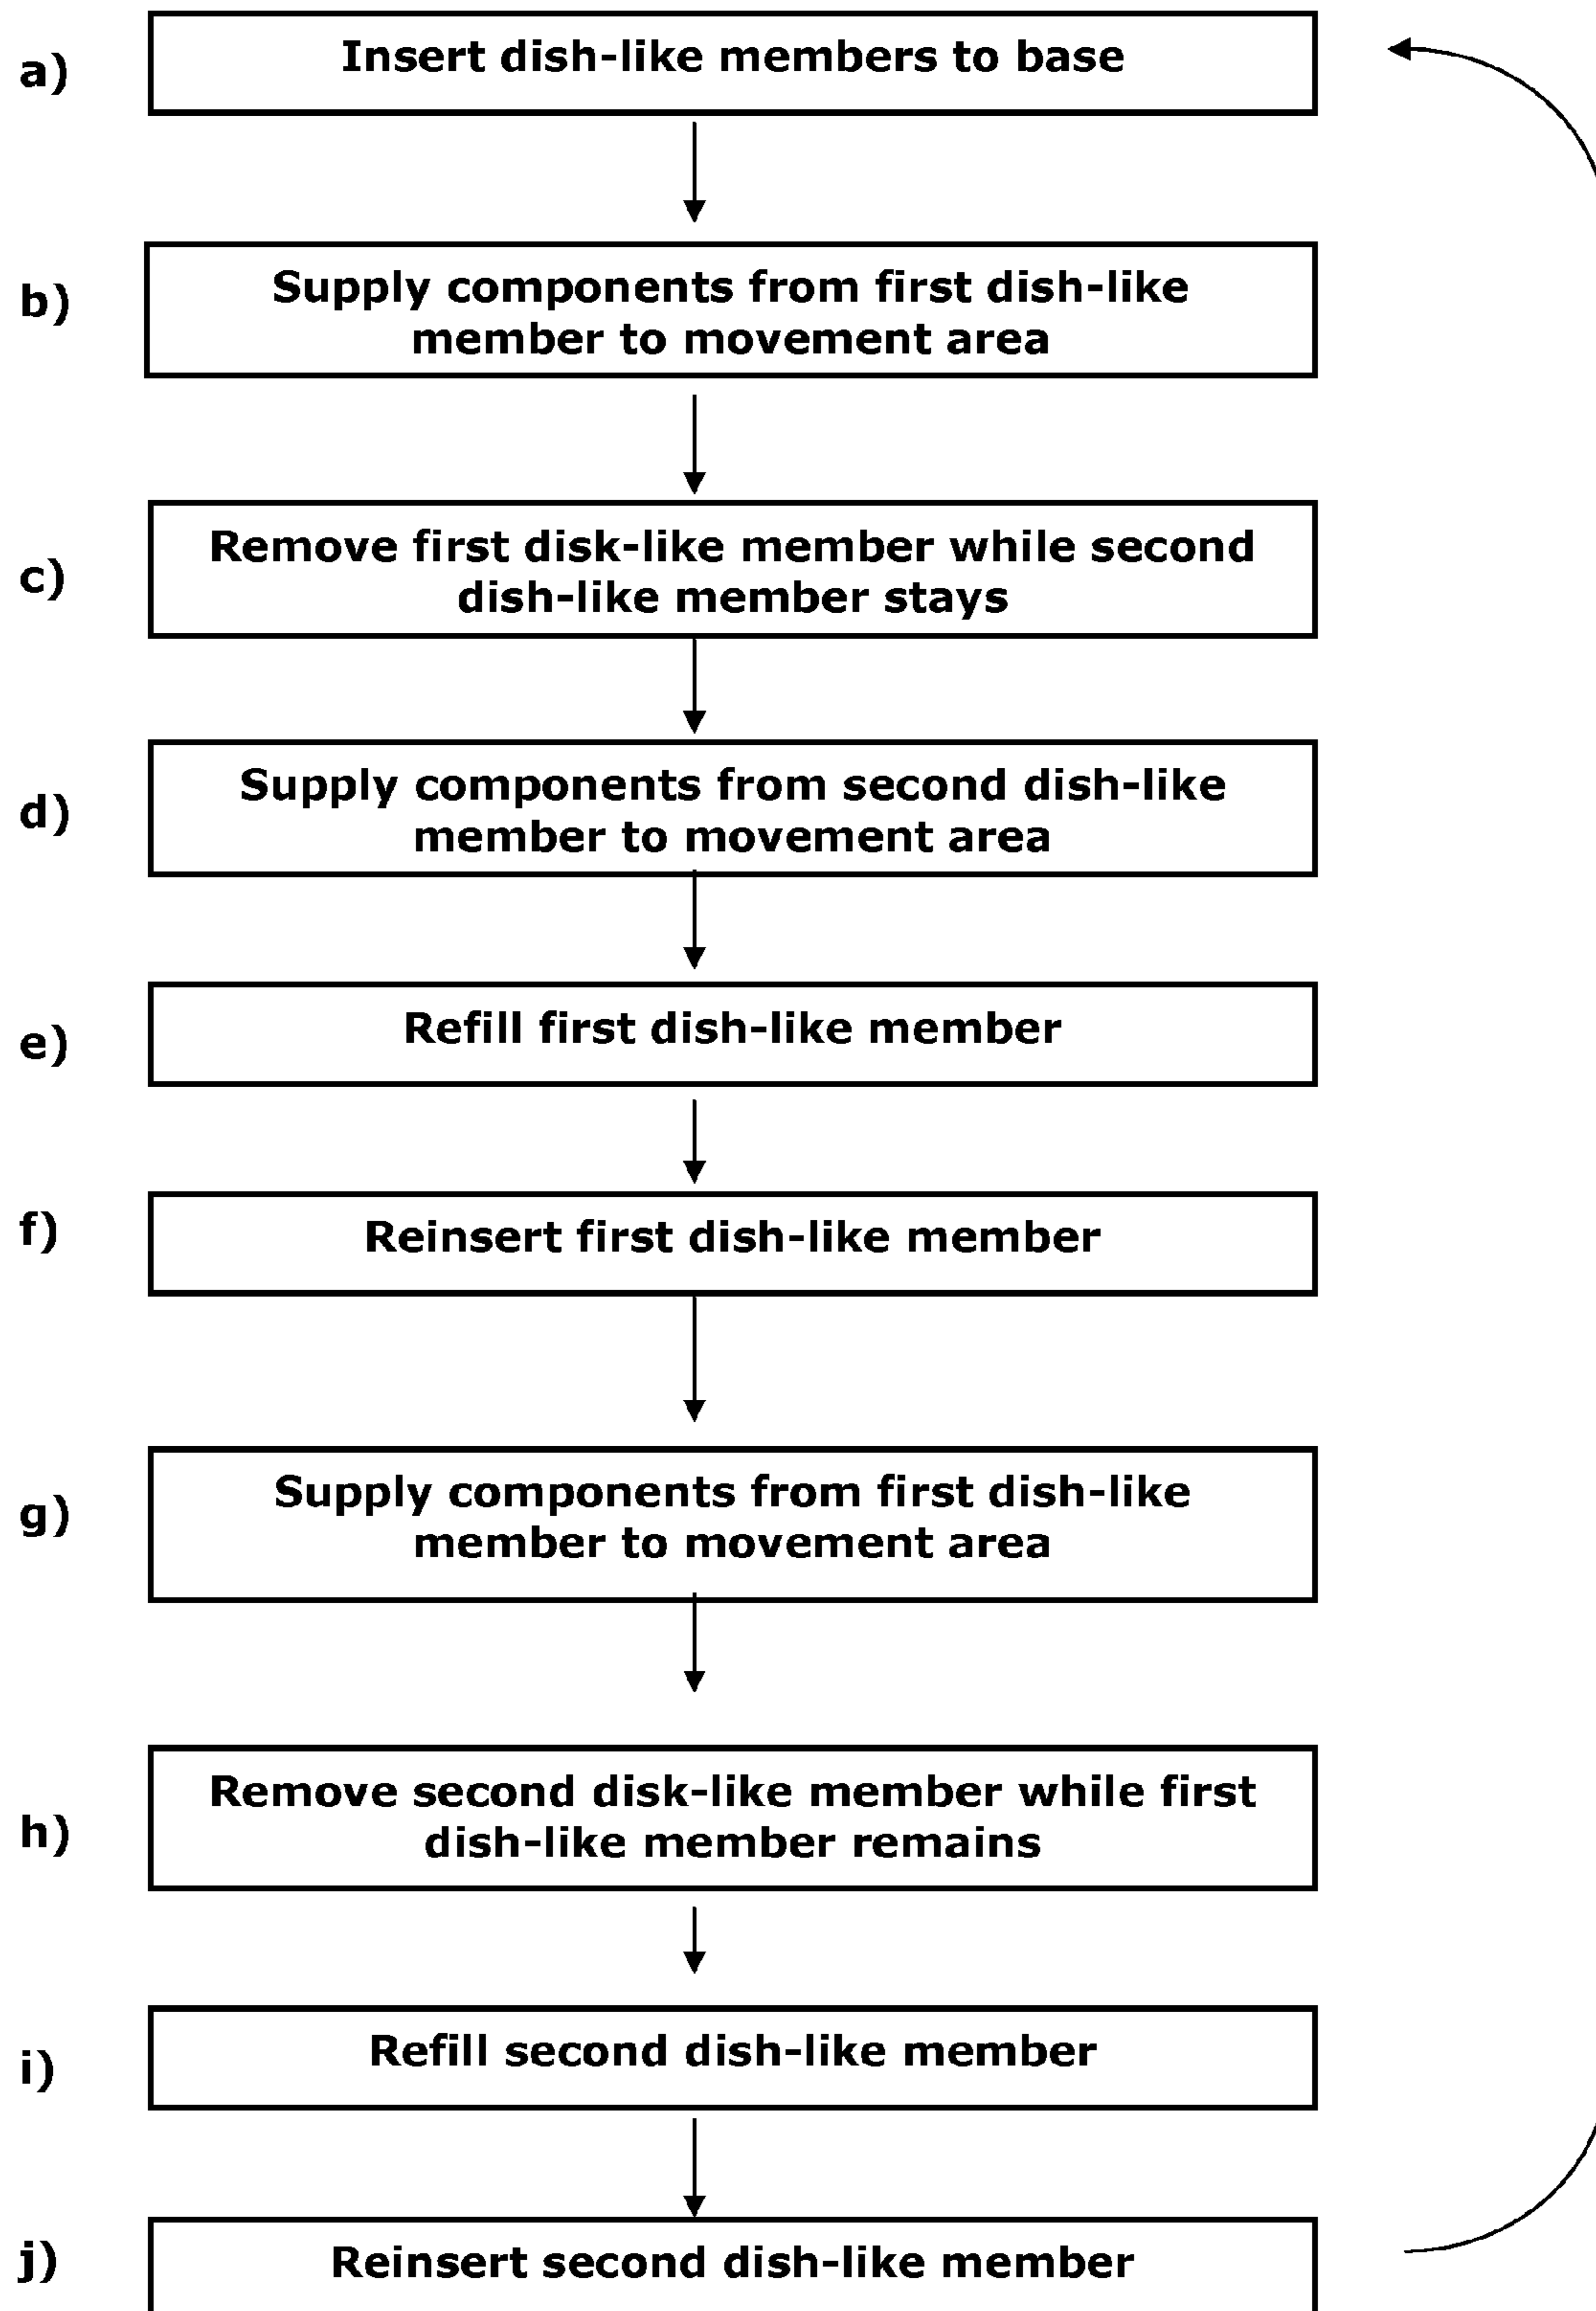 a)
Insert dish-like members to base
b)
Supply components from first dish-like
member to movement area
c)
Remove first disk-like member while second
dish-like member stays
d)
Supply components from second dish-like
member to movement area
e)
Refill first dish-like member
f)
Reinsert first dish-like member
g)
Supply components from first dish-like
member to movement area
h)
Remove second disk-like member while first
dish-like member remains
i)
Refill second dish-like member
j)
Reinsert second dish-like member